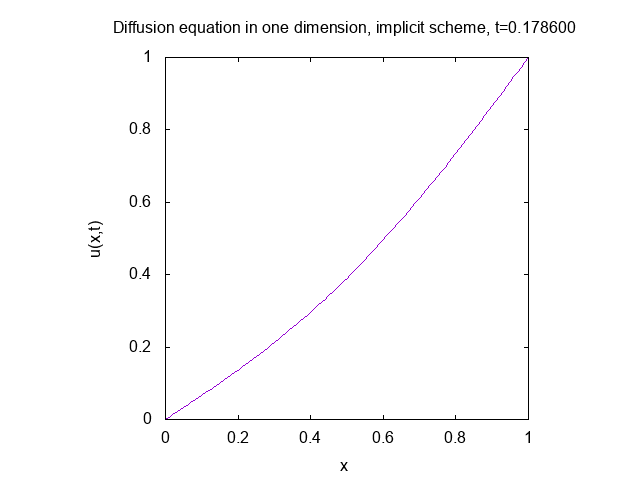 Diffusion equation in one dimension, implicit scheme, t=0.178600
1
0.8
0.6
0.4
0.2
0
u(x,t)
0 0.2 0.4 0.6 0.8 1
x